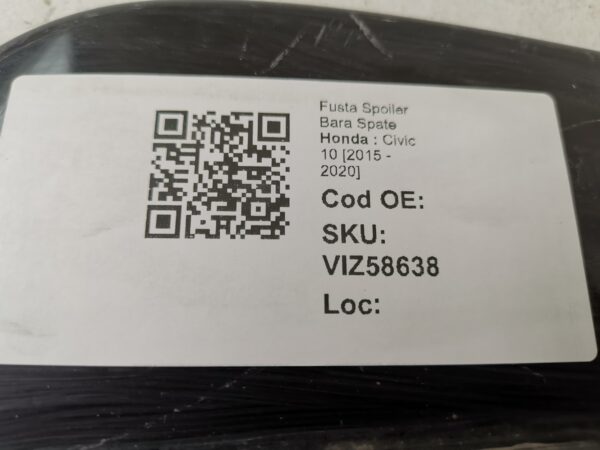 Fusta Spoiler
Bara Spate
Honda : Civic
10 [2015 -
2020]
Cod OE:
SKU:
VIZ58638
Loc: